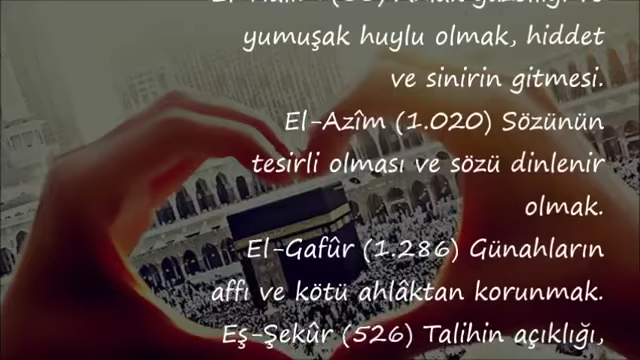 yumuşak huylu olmak, hiddet
ve sinirin gitmesi.
El-Azîm (1.020) Sözünün
tesirli olması ve sözü dinlenir
olmak.
El-Gafûr (1.286) Günahların
affı ve kötü ahlâktan korunmak.
Eş-Şekûr (526) Talihin açıklığı,